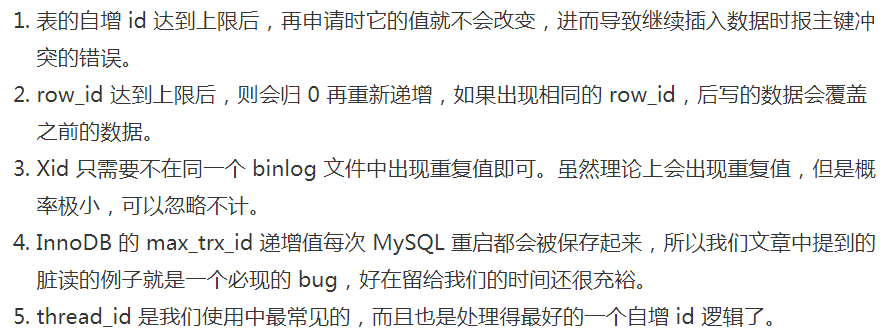 1. 表的自增 id 达到上限后，再申请时它的值就不会改变，进而导致继续插入数据时报主键冲
突的错误。
2. row_id 达到上限后，则会归 0 再重新递增，如果出现相同的 row_id，后写的数据会覆盖
之前的数据。
3. Xid 只需要不在同一个 binlog 文件中出现重复值即可。虽然理论上会出现重复值，但是概
率极小，可以忽略不计。
4. InnoDB 的 max_trx_id 递增值每次 MySQL 重启都会被保存起来，所以我们文章中提到的
脏读的例子就是一个必现的 bug，好在留给我们的时间还很充裕。
5. thread_id 是我们使用中最常见的，而且也是处理得最好的一个自增 id 逻辑了。